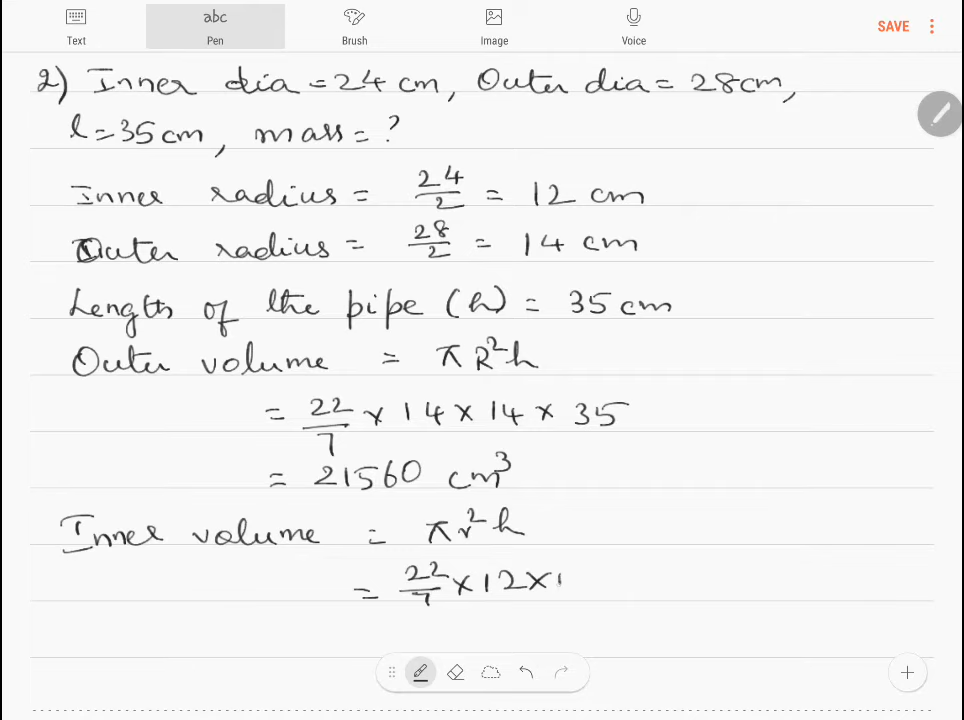 Text
abc
Pen
Brush
Image
Voice
SAVE
2) Inner dia = 24 cm, Outer dia = 28cm,
l = 35 cm, mass = ?
Inner radius = 24/2 = 12 cm
Outer radius = 28/2 = 14 cm
Length of the pipe (h) = 35 cm
Outer volume = πR²h
= 22/7 × 14 × 14 × 35
= 21560 cm³
Inner volume = πr²h
= 22/7 × 12 × 1